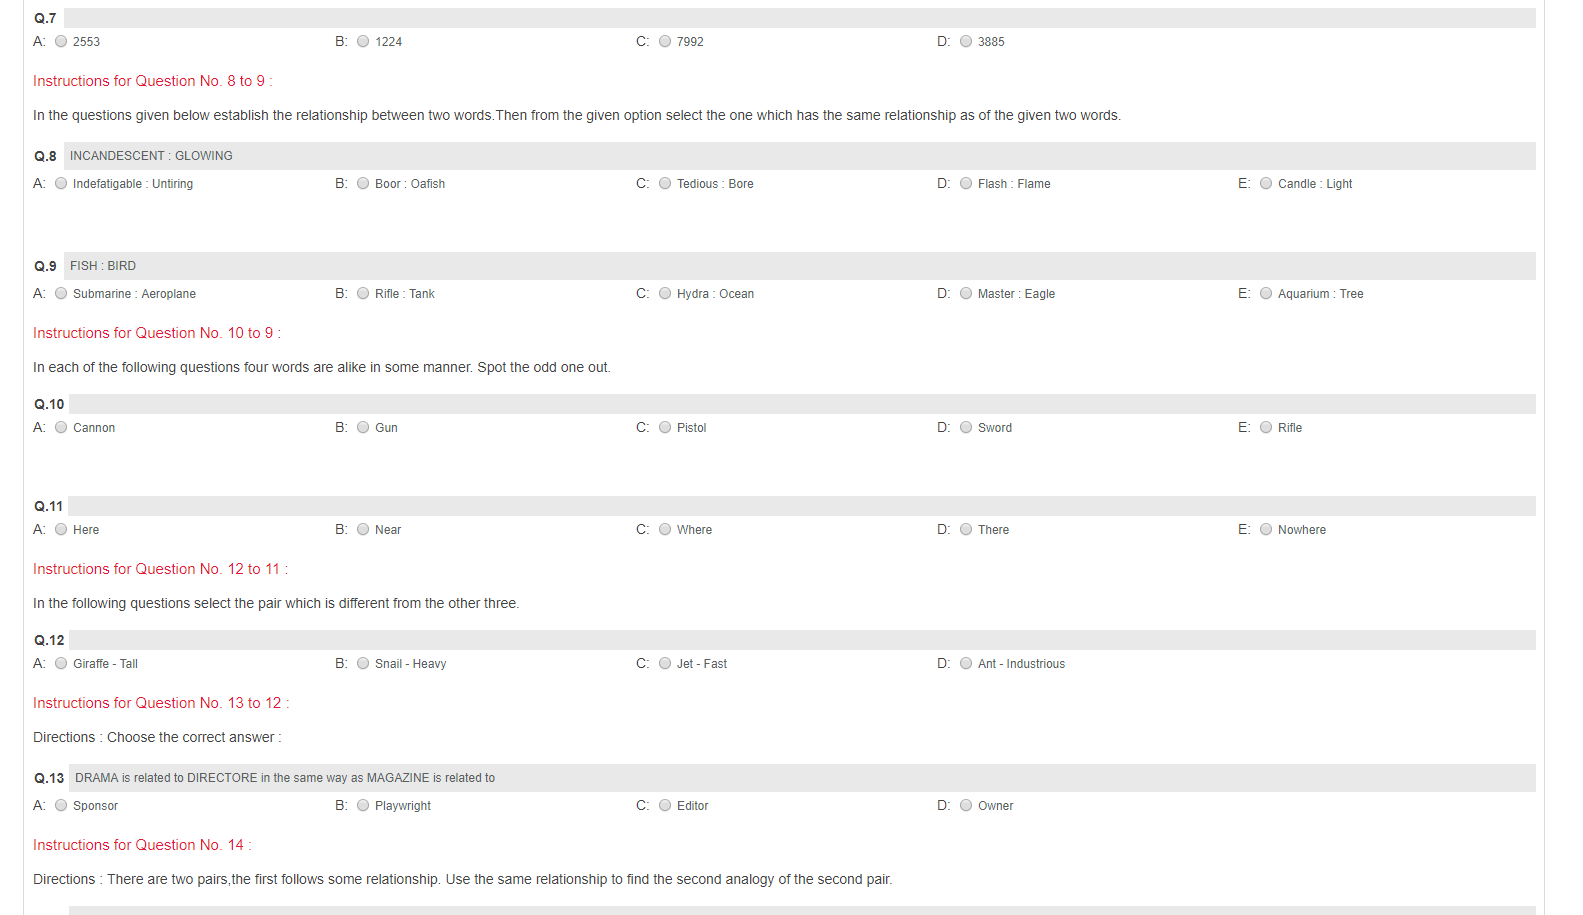 Q.7
A: 2553 B: 1224 C: 7992 D: 3885
Instructions for Question No. 8 to 9 :
In the questions given below establish the relationship between two words.Then from the given option select the one which has the same relationship as of the given two words.
Q.8 INCANDESCENT : GLOWING
A: Indefatigable : Untiring B: Boor : Oafish C: Tedious : Bore D: Flash : Flame E: Candle : Light
Q.9 FISH : BIRD
A: Submarine : Aeroplane B: Rifle : Tank C: Hydra : Ocean D: Master : Eagle E: Aquarium : Tree
Instructions for Question No. 10 to 9 :
In each of the following questions four words are alike in some manner. Spot the odd one out.
Q.10
A: Cannon B: Gun C: Pistol D: Sword E: Rifle
Q.11
A: Here B: Near C: Where D: There E: Nowhere
Instructions for Question No. 12 to 11 :
In the following questions select the pair which is different from the other three.
Q.12
A: Giraffe - Tall B: Snail - Heavy C: Jet - Fast D: Ant - Industrious
Instructions for Question No. 13 to 12 :
Directions : Choose the correct answer :
Q.13 DRAMA is related to DIRECTORE in the same way as MAGAZINE is related to
A: Sponsor B: Playwright C: Editor D: Owner
Instructions for Question No. 14 :
Directions : There are two pairs,the first follows some relationship. Use the same relationship to find the second analogy of the second pair.